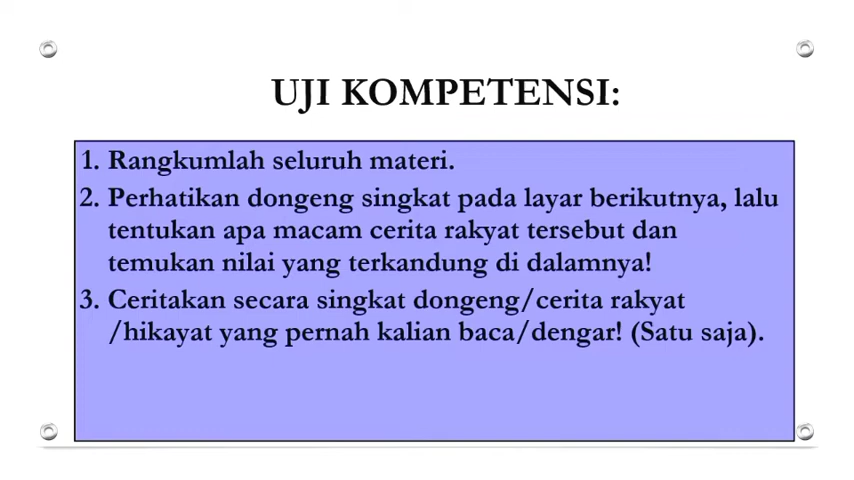 UJI KOMPETENSI:
1. Rangkumlah seluruh materi.
2. Perhatikan dongeng singkat pada layar berikutnya, lalu
tentukan apa macam cerita rakyat tersebut dan
temukan nilai yang terkandung di dalamnya!
3. Ceritakan secara singkat dongeng/cerita rakyat
/hikayat yang pernah kalian baca/dengar! (Satu saja).